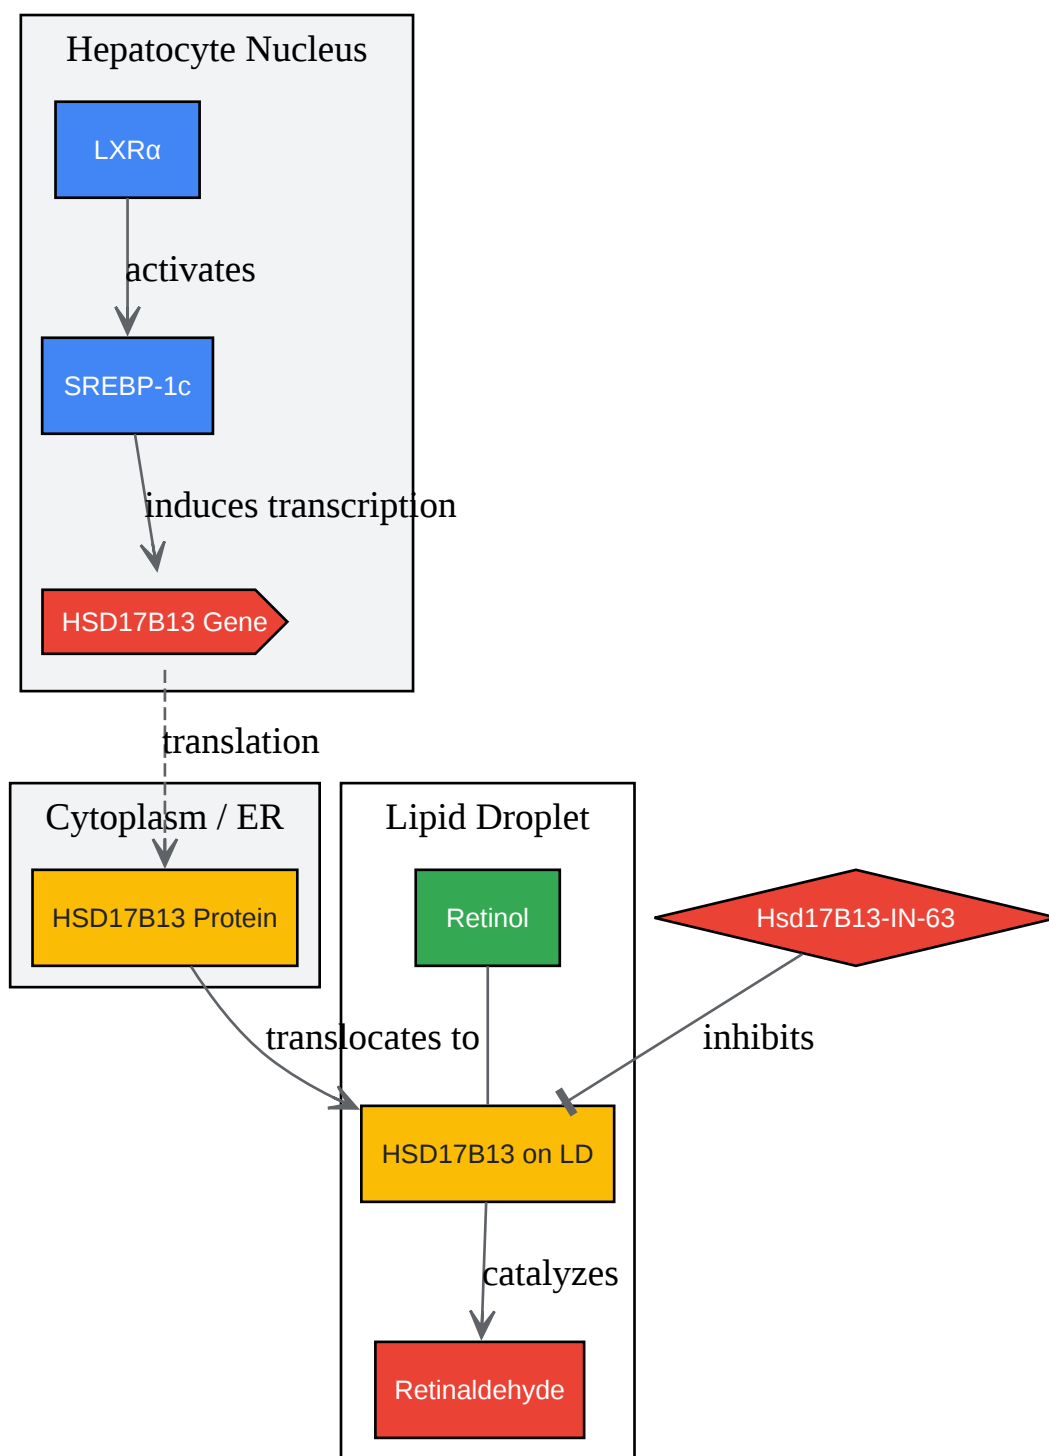 Hepatocyte Nucleus
LXRα
activates
SREBP-1c
induces transcription
HSD17B13 Gene
translation
Cytoplasm / ER
Lipid Droplet
HSD17B13 Protein
Retinol
Hsd17B13-IN-63
translocates to
inhibits
HSD17B13 on LD
catalyzes
Retinaldehyde